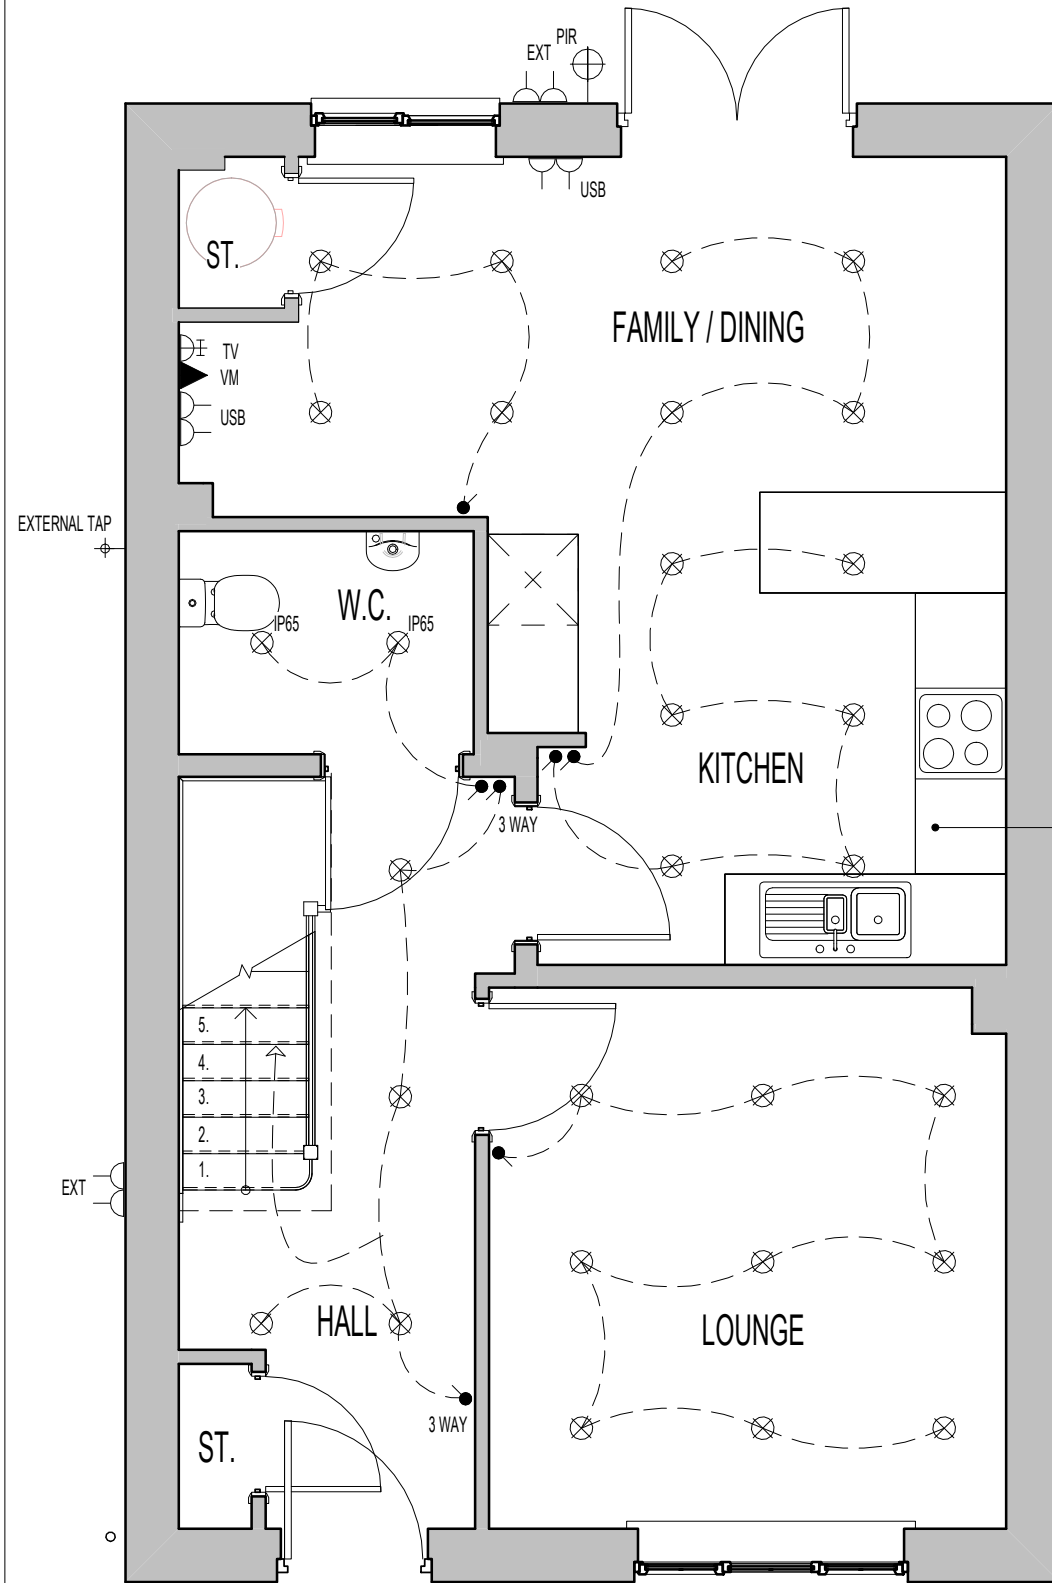 PIR
EXT
USB
ST.
FAMILY / DINING
TV
VM
USB
EXTERNAL TAP
W.C.
IP65
IP65
KITCHEN
3 WAY
5.
4.
3.
2.
1.
EXT
HALL
LOUNGE
3 WAY
ST.